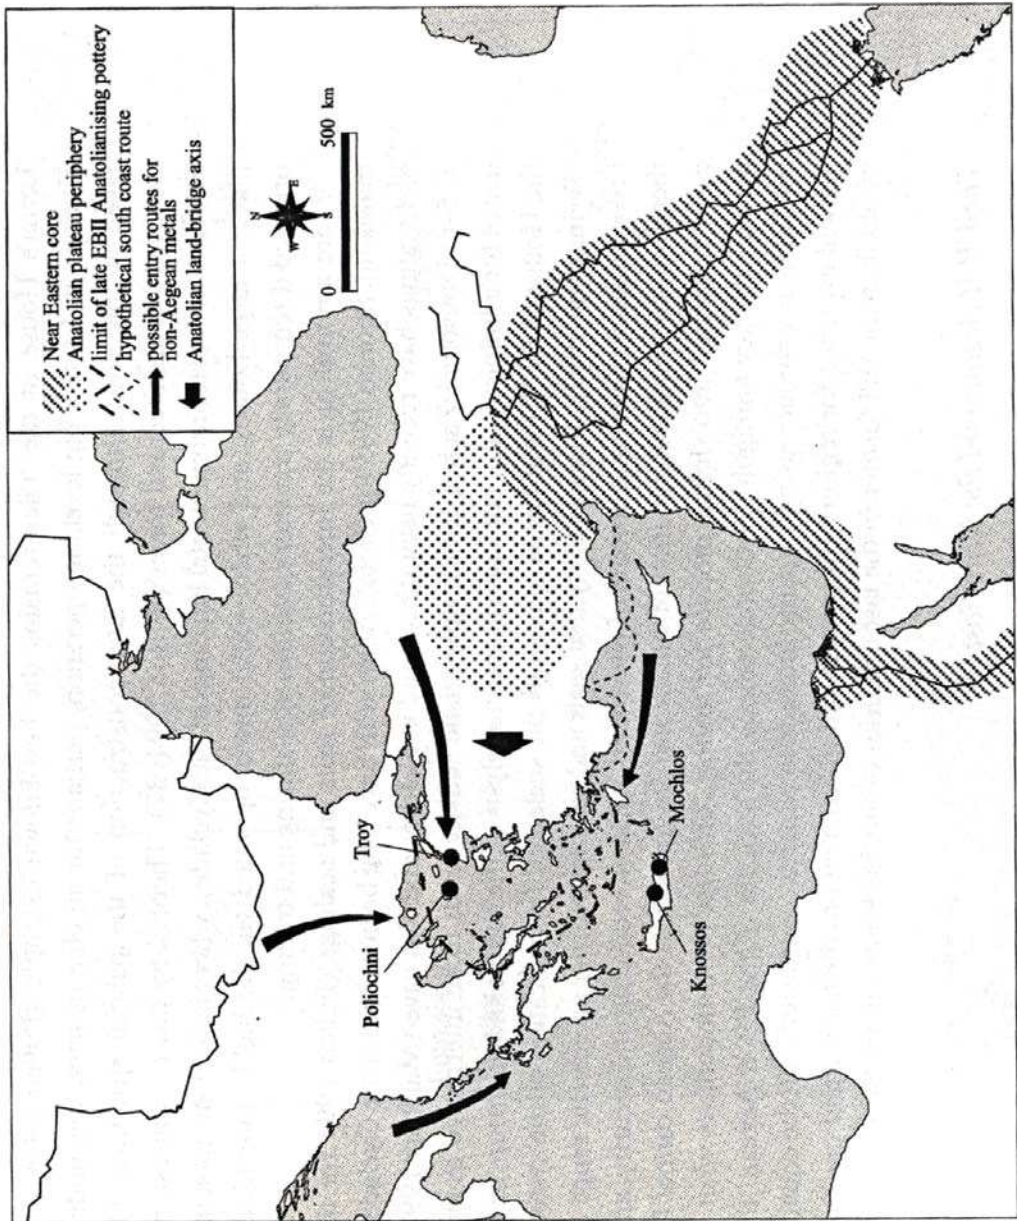 Near Eastern core
Anatolian plateau periphery
limit of late EBII Anatolianising pottery
hypothetical south coast route
possible entry routes for
non-Aegean metals
Anatolian land-bridge axis
N
E
S
W
0
500 km
Troy
Poliochni
Mochlos
Knossos